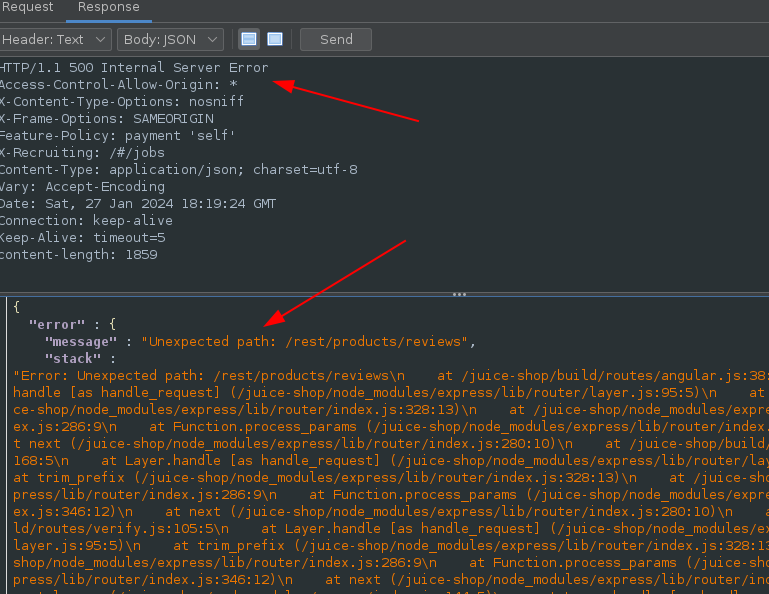 Request Response
Header: Text Body: JSON Send
HTTP/1.1 500 Internal Server Error
Access-Control-Allow-Origin: *
X-Content-Type-Options: nosniff
X-Frame-Options: SAMEORIGIN
Feature-Policy: payment 'self'
X-Recruiting: /#/jobs
Content-Type: application/json; charset=utf-8
Vary: Accept-Encoding
Date: Sat, 27 Jan 2024 18:19:24 GMT
Connection: keep-alive
Keep-Alive: timeout=5
content-length: 1859
{
"error" : {
"message" : "Unexpected path: /rest/products/reviews",
"stack" :
"Error: Unexpected path: /rest/products/reviews\n    at /juice-shop/build/routes/angular.js:38:
handle [as handle_request] (/juice-shop/node_modules/express/lib/router/layer.js:95:5)\n    at
ce-shop/node_modules/express/lib/router/index.js:328:13)\n    at /juice-shop/node_modules/expre
ex.js:286:9\n    at Function.process_params (/juice-shop/node_modules/express/lib/router/index.
t next (/juice-shop/node_modules/express/lib/router/index.js:280:10)\n    at /juice-shop/build/
168:5\n    at Layer.handle [as handle_request] (/juice-shop/node_modules/express/lib/router/lay
at trim_prefix (/juice-shop/node_modules/express/lib/router/index.js:328:13)\n    at /juice-sho
press/lib/router/index.js:286:9\n    at Function.process_params (/juice-shop/node_modules/expre
ex.js:346:12)\n    at next (/juice-shop/node_modules/express/lib/router/index.js:280:10)\n    a
ld/routes/verify.js:105:5\n    at Layer.handle [as handle_request] (/juice-shop/node_modules/ex
layer.js:95:5)\n    at trim_prefix (/juice-shop/node_modules/express/lib/router/index.js:328:13
shop/node_modules/express/lib/router/index.js:286:9\n    at Function.process_params (/juice-sho
press/lib/router/index.js:346:12)\n    at next (/juice-shop/node_modules/express/lib/router/ind